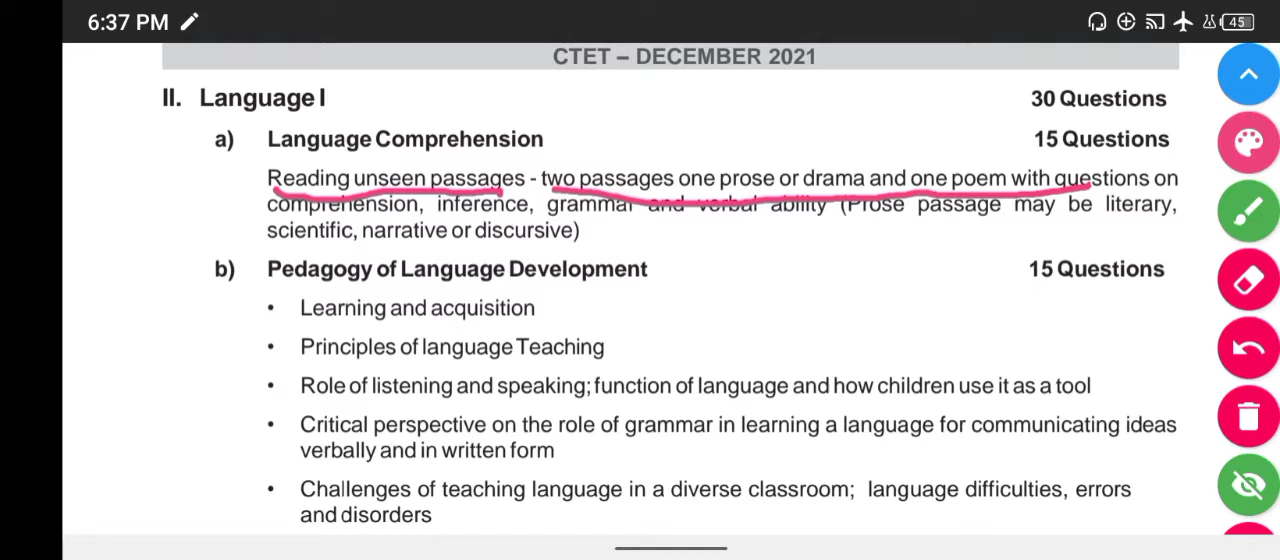 6:37 PM
45
CTET – DECEMBER 2021
II. Language I 30 Questions
a) Language Comprehension 15 Questions
Reading unseen passages - two passages one prose or drama and one poem with questions on
comprehension, inference, grammar and verbal ability (Prose passage may be literary,
scientific, narrative or discursive)
b) Pedagogy of Language Development 15 Questions
• Learning and acquisition
• Principles of language Teaching
• Role of listening and speaking; function of language and how children use it as a tool
• Critical perspective on the role of grammar in learning a language for communicating ideas
verbally and in written form
• Challenges of teaching language in a diverse classroom; language difficulties, errors
and disorders